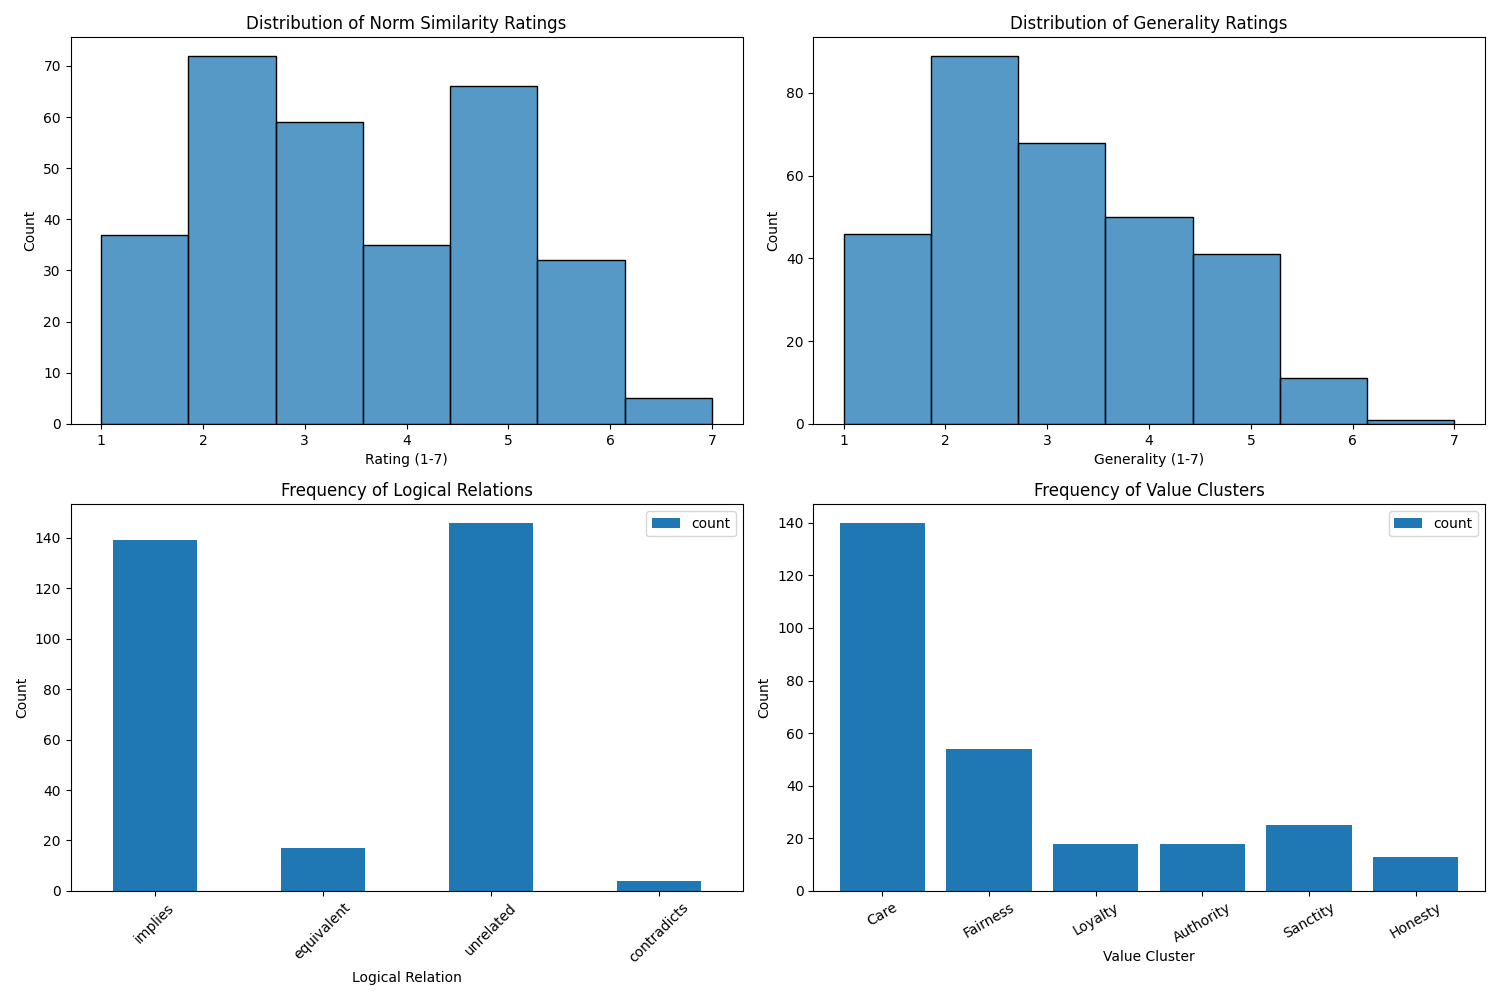 Distribution of Norm Similarity Ratings
70
60
50
40
30
20
10
0
Count
1 2 3 4 5 6 7
Rating (1-7)
Distribution of Generality Ratings
80
60
40
20
0
Count
1 2 3 4 5 6 7
Generality (1-7)
Frequency of Logical Relations
count
140
120
100
80
60
40
20
0
Count
implies equivalent unrelated contradicts
Logical Relation
Frequency of Value Clusters
count
140
120
100
80
60
40
20
0
Count
Care Fairness Loyalty Authority Sanctity Honesty
Value Cluster